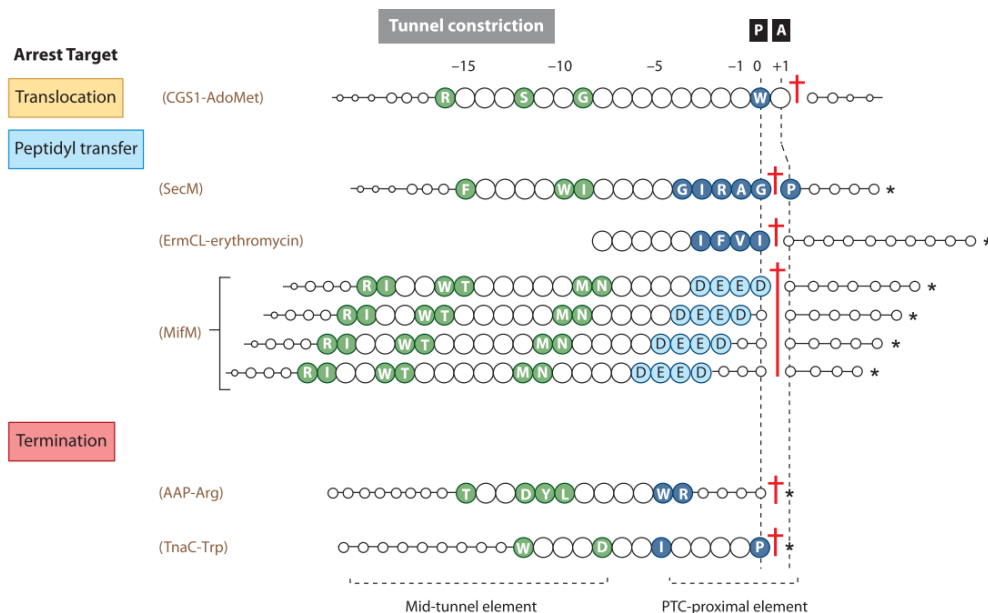 Tunnel constriction
P A
Arrest Target
−15 −10 −5 −1 0 +1
Translocation
(CGS1-AdoMet) R S G W
Peptidyl transfer
(SecM) F W I G I R A G P *
(ErmCL-erythromycin) I F V I *
R I W T M N D E E D *
R I W T M N D E E D *
(MifM)
R I W T M N D E E D *
R I W T M N D E E D *
Termination
(AAP-Arg) T D Y L W R *
(TnaC-Trp) W D I P *
Mid-tunnel element PTC-proximal element